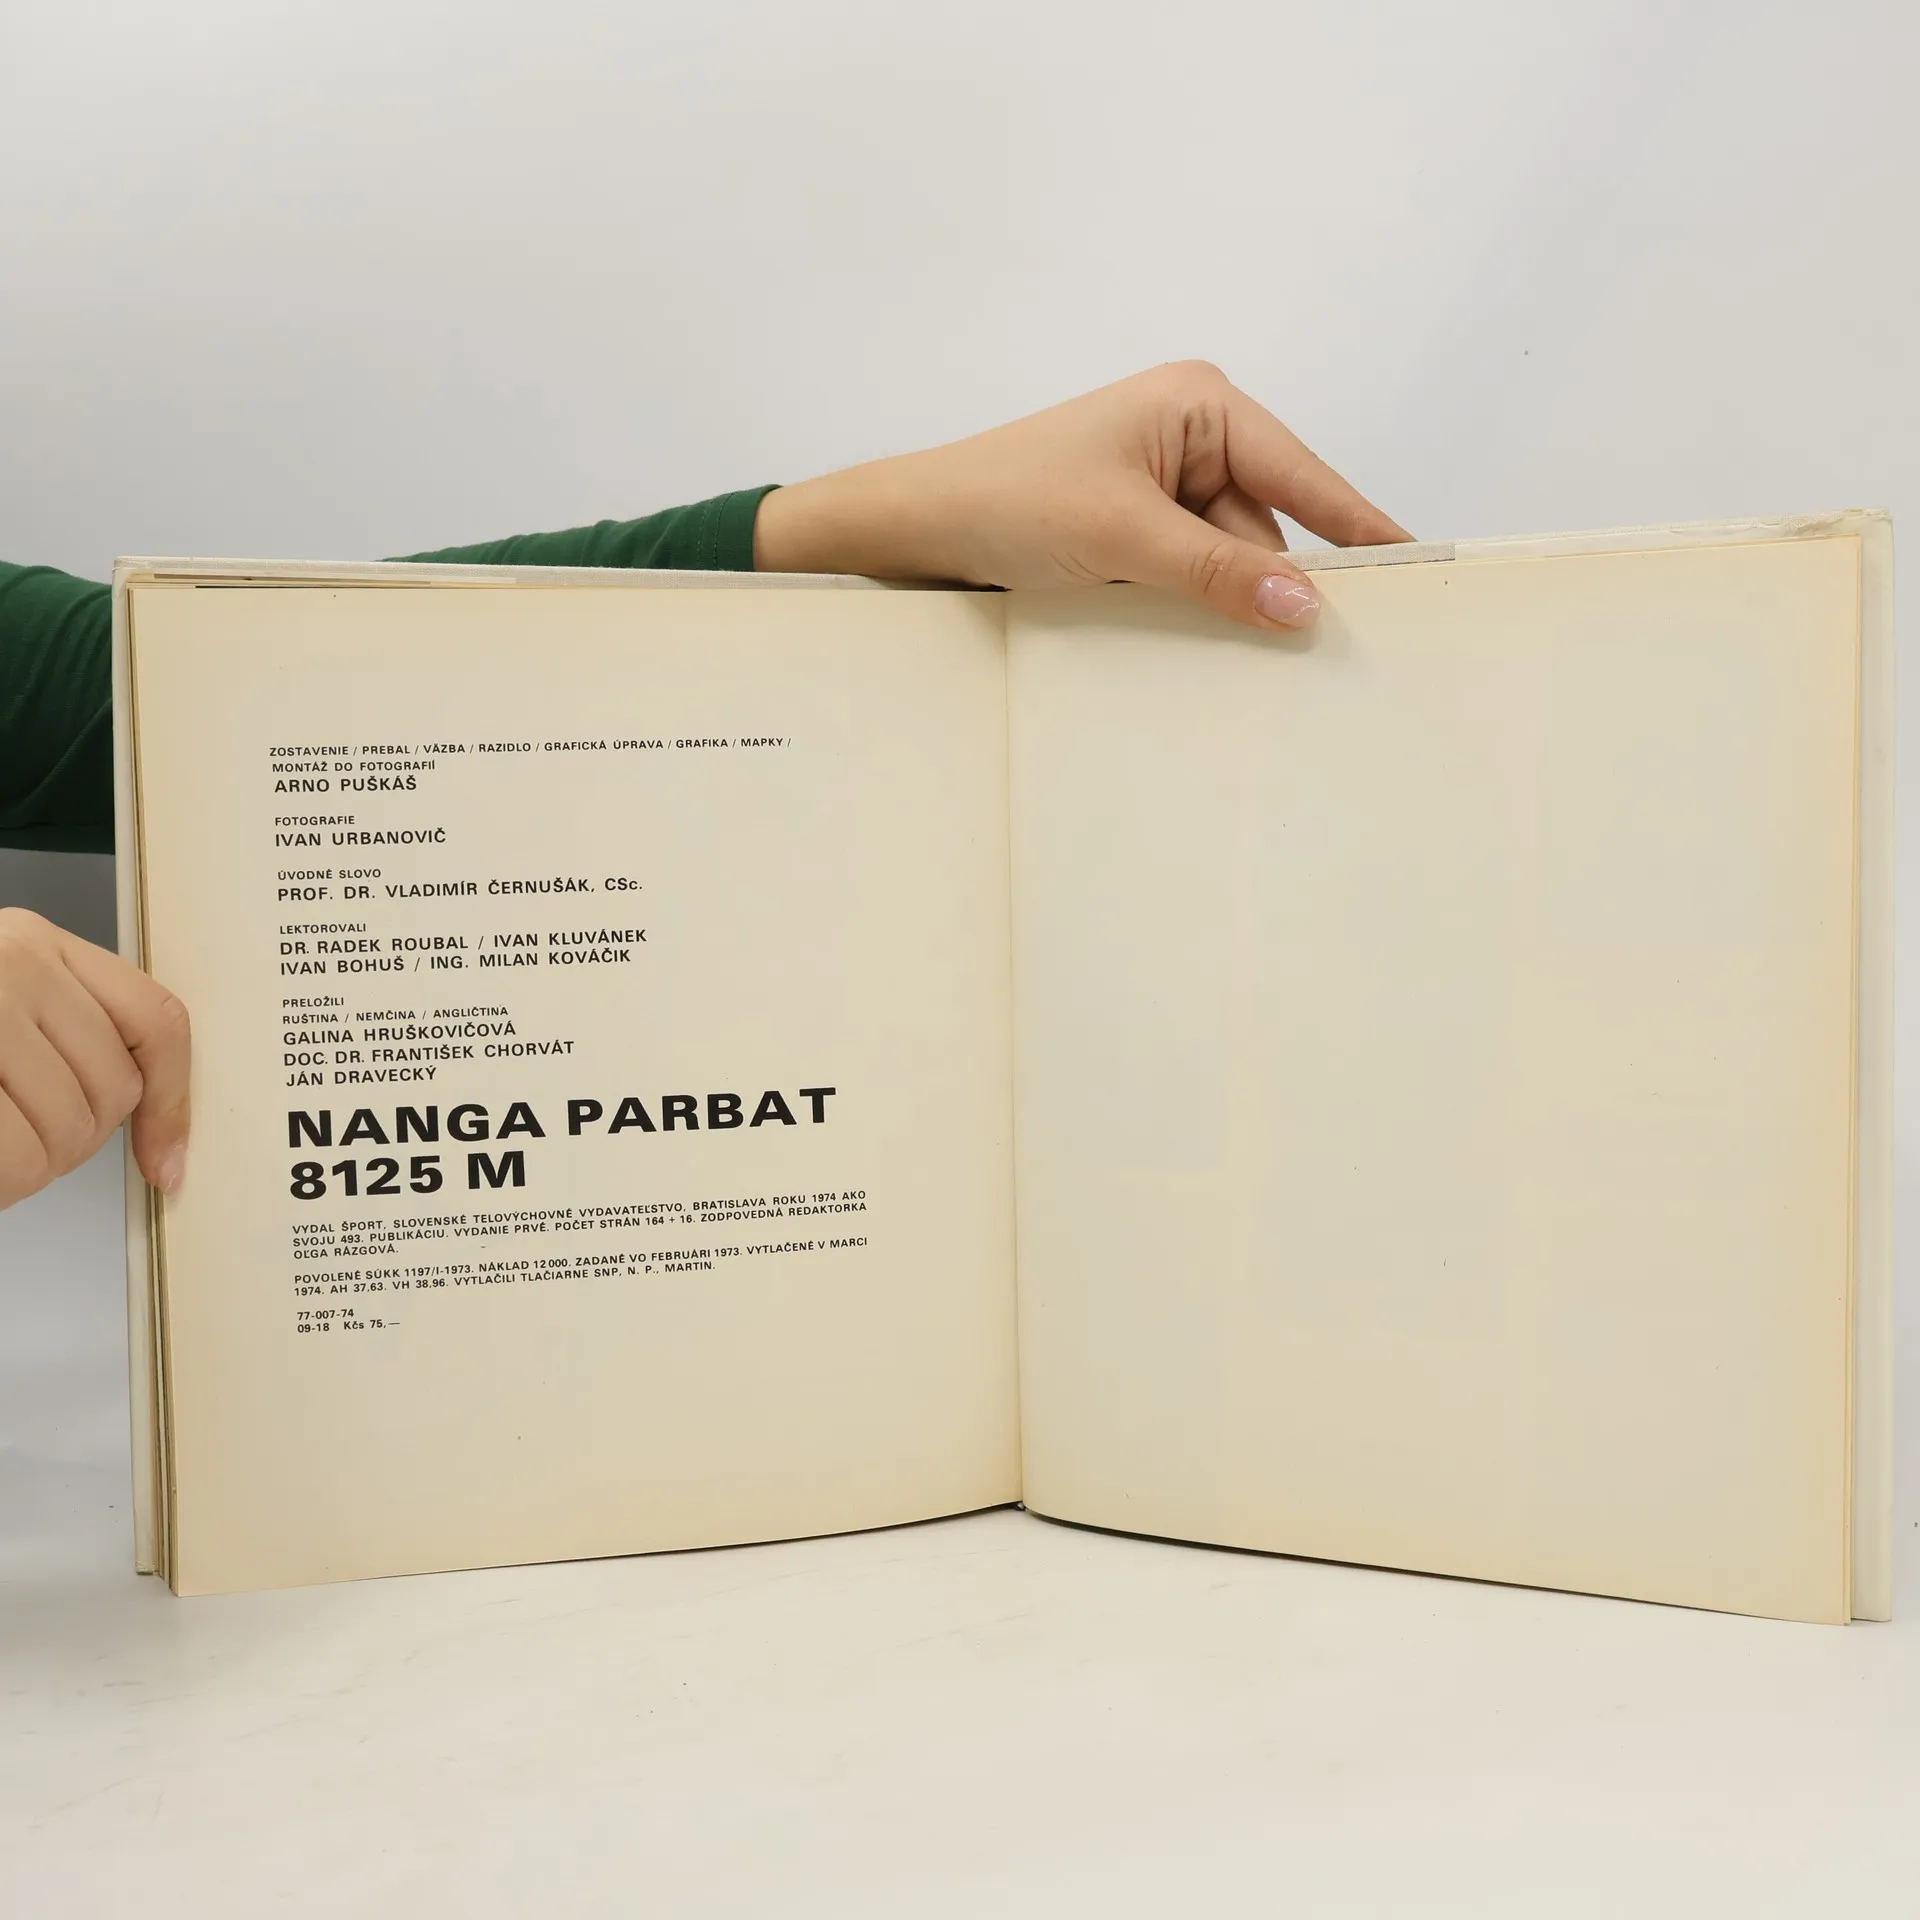 ZOSTAVENIE / PREBAL / VÄZBA / RAZIDLO / GRAFICKÁ ÚPRAVA / GRAFIKA / MAPKY /
MONTÁŽ DO FOTOGRAFIÍ
ARNO PUŠKÁŠ
FOTOGRAFIE
IVAN URBANOVIČ
ÚVODNÉ SLOVO
PROF. DR. VLADIMÍR ČERNUŠÁK, CSc.
LEKTOROVALI
DR. RADEK ROUBAL / IVAN KLUVÁNEK
IVAN BOHUŠ / ING. MILAN KOVÁČIK
PRELOŽILI
RUŠTINA / NEMČINA / ANGLIČTINA
GALINA HRUŠKOVIČOVÁ
DOC. DR. FRANTIŠEK CHORVÁT
JÁN DRAVECKÝ
NANGA PARBAT
8125 M
VYDAL ŠPORT, SLOVENSKÉ TELOVÝCHOVNÉ VYDAVATEĽSTVO, BRATISLAVA ROKU 1974 AKO
SVOJU 493. PUBLIKÁCIU. VYDANIE PRVÉ. POČET STRÁN 164 + 16. ZODPOVEDNÁ REDAKTORKA
OĽGA RÁZGOVÁ.
POVOLENÉ SÚKK 1197/I-1973. NÁKLAD 12 000. ZADANÉ VO FEBRUÁRI 1973. VYTLAČENÉ V MARCI
1974. AH 37,63. VH 38,96. VYTLAČILI TLAČIARNE SNP, N. P., MARTIN.
77-007-74
09-18 Kčs 75,—